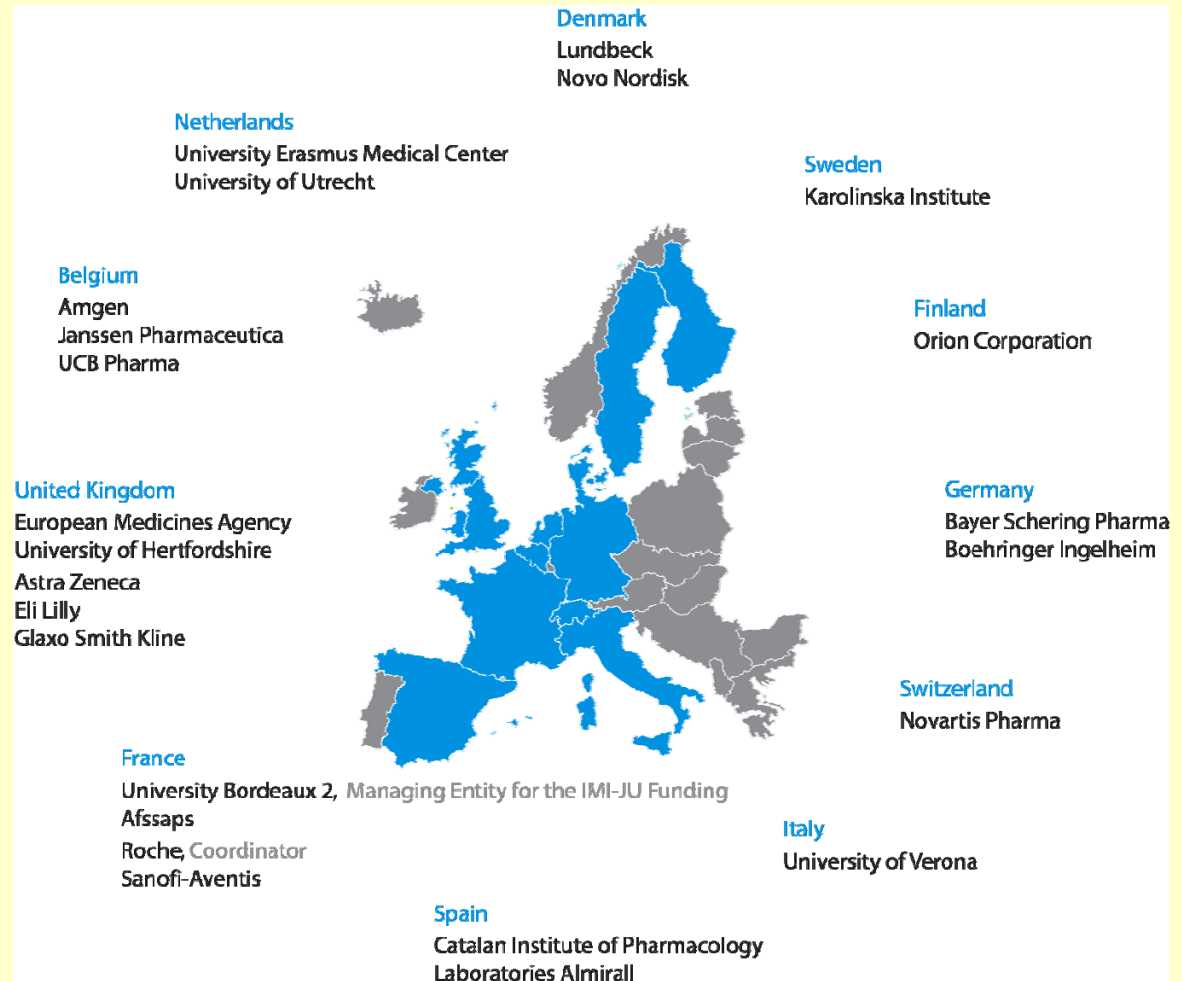 Denmark
Lundbeck
Novo Nordisk
Netherlands
University Erasmus Medical Center
University of Utrecht
Sweden
Karolinska Institute
Belgium
Amgen
Janssen Pharmaceutica
UCB Pharma
Finland
Orion Corporation
United Kingdom
European Medicines Agency
University of Hertfordshire
Astra Zeneca
Eli Lilly
Glaxo Smith Kline
Germany
Bayer Schering Pharma
Boehringer Ingelheim
Switzerland
Novartis Pharma
France
University Bordeaux 2, Managing Entity for the IMI-JU Funding
Afssaps
Roche, Coordinator
Sanofi-Aventis
Italy
University of Verona
Spain
Catalan Institute of Pharmacology
Laboratories Almirall